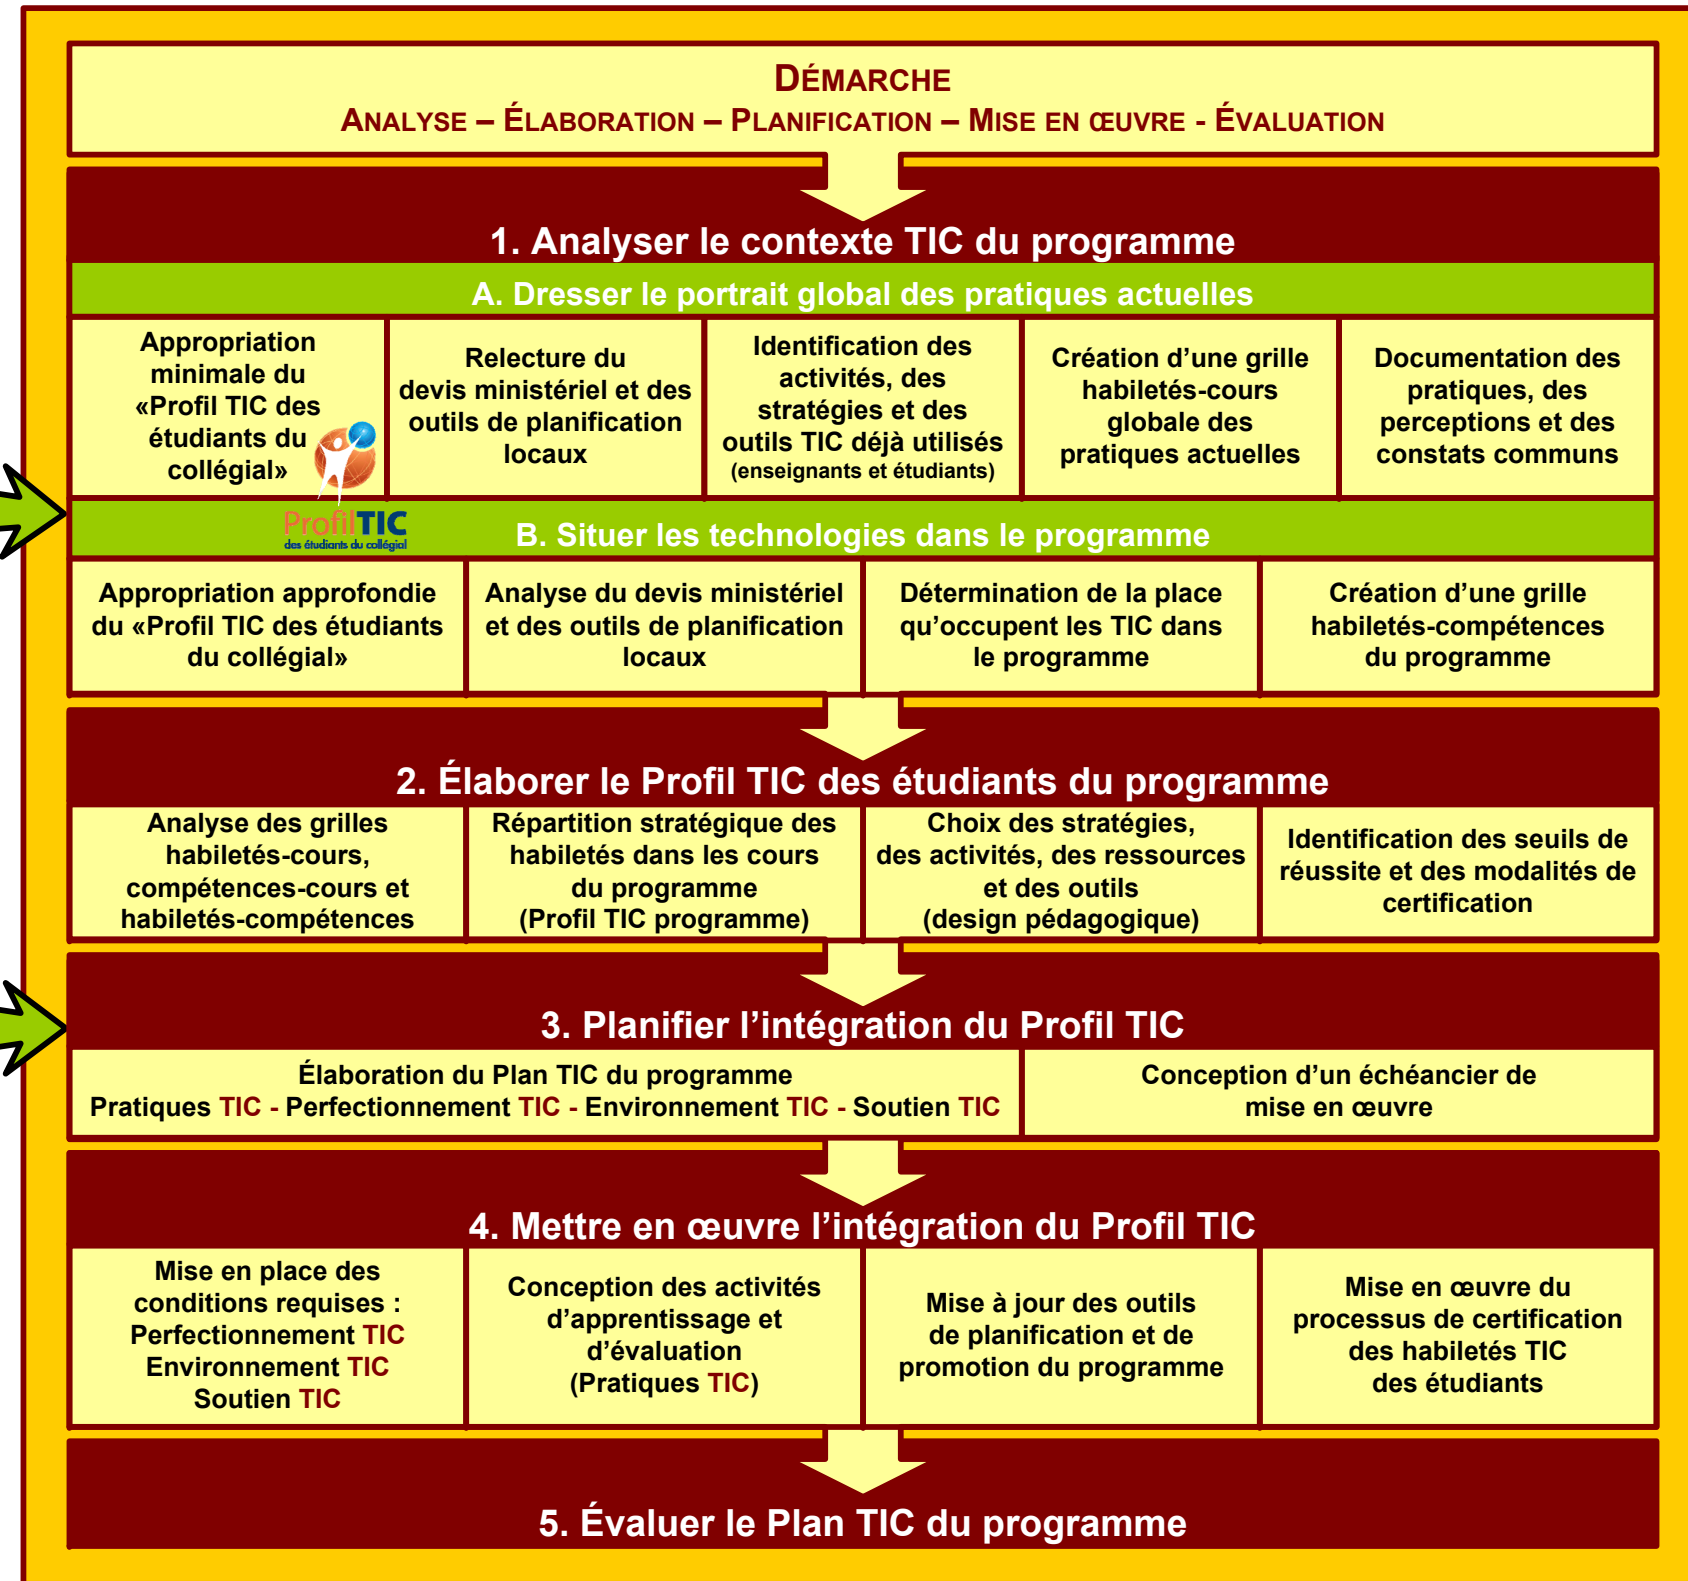 DÉMARCHE
ANALYSE – ÉLABORATION – PLANIFICATION – MISE EN ŒUVRE - ÉVALUATION
1. Analyser le contexte TIC du programme
A. Dresser le portrait global des pratiques actuelles
Appropriation
minimale du
«Profil TIC des
étudiants du
collégial»
Relecture du
devis ministériel et des
outils de planification
locaux
Identification des
activités, des
stratégies et des
outils TIC déjà utilisés
(enseignants et étudiants)
Création d’une grille
habiletés-cours
globale des
pratiques actuelles
Documentation des
pratiques, des
perceptions et des
constats communs
ProfilTIC
des étudiants du collégial
B. Situer les technologies dans le programme
Appropriation approfondie
du «Profil TIC des étudiants
du collégial»
Analyse du devis ministériel
et des outils de planification
locaux
Détermination de la place
qu’occupent les TIC dans
le programme
Création d’une grille
habiletés-compétences
du programme
2. Élaborer le Profil TIC des étudiants du programme
Analyse des grilles
habiletés-cours,
compétences-cours et
habiletés-compétences
Répartition stratégique des
habiletés dans les cours
du programme
(Profil TIC programme)
Choix des stratégies,
des activités, des ressources
et des outils
(design pédagogique)
Identification des seuils de
réussite et des modalités de
certification
3. Planifier l’intégration du Profil TIC
Élaboration du Plan TIC du programme
Pratiques TIC - Perfectionnement TIC - Environnement TIC - Soutien TIC
Conception d’un échéancier de
mise en œuvre
4. Mettre en œuvre l’intégration du Profil TIC
Mise en place des
conditions requises :
Perfectionnement TIC
Environnement TIC
Soutien TIC
Conception des activités
d’apprentissage et
d’évaluation
(Pratiques TIC)
Mise à jour des outils
de planification et de
promotion du programme
Mise en œuvre du
processus de certification
des habiletés TIC
des étudiants
5. Évaluer le Plan TIC du programme